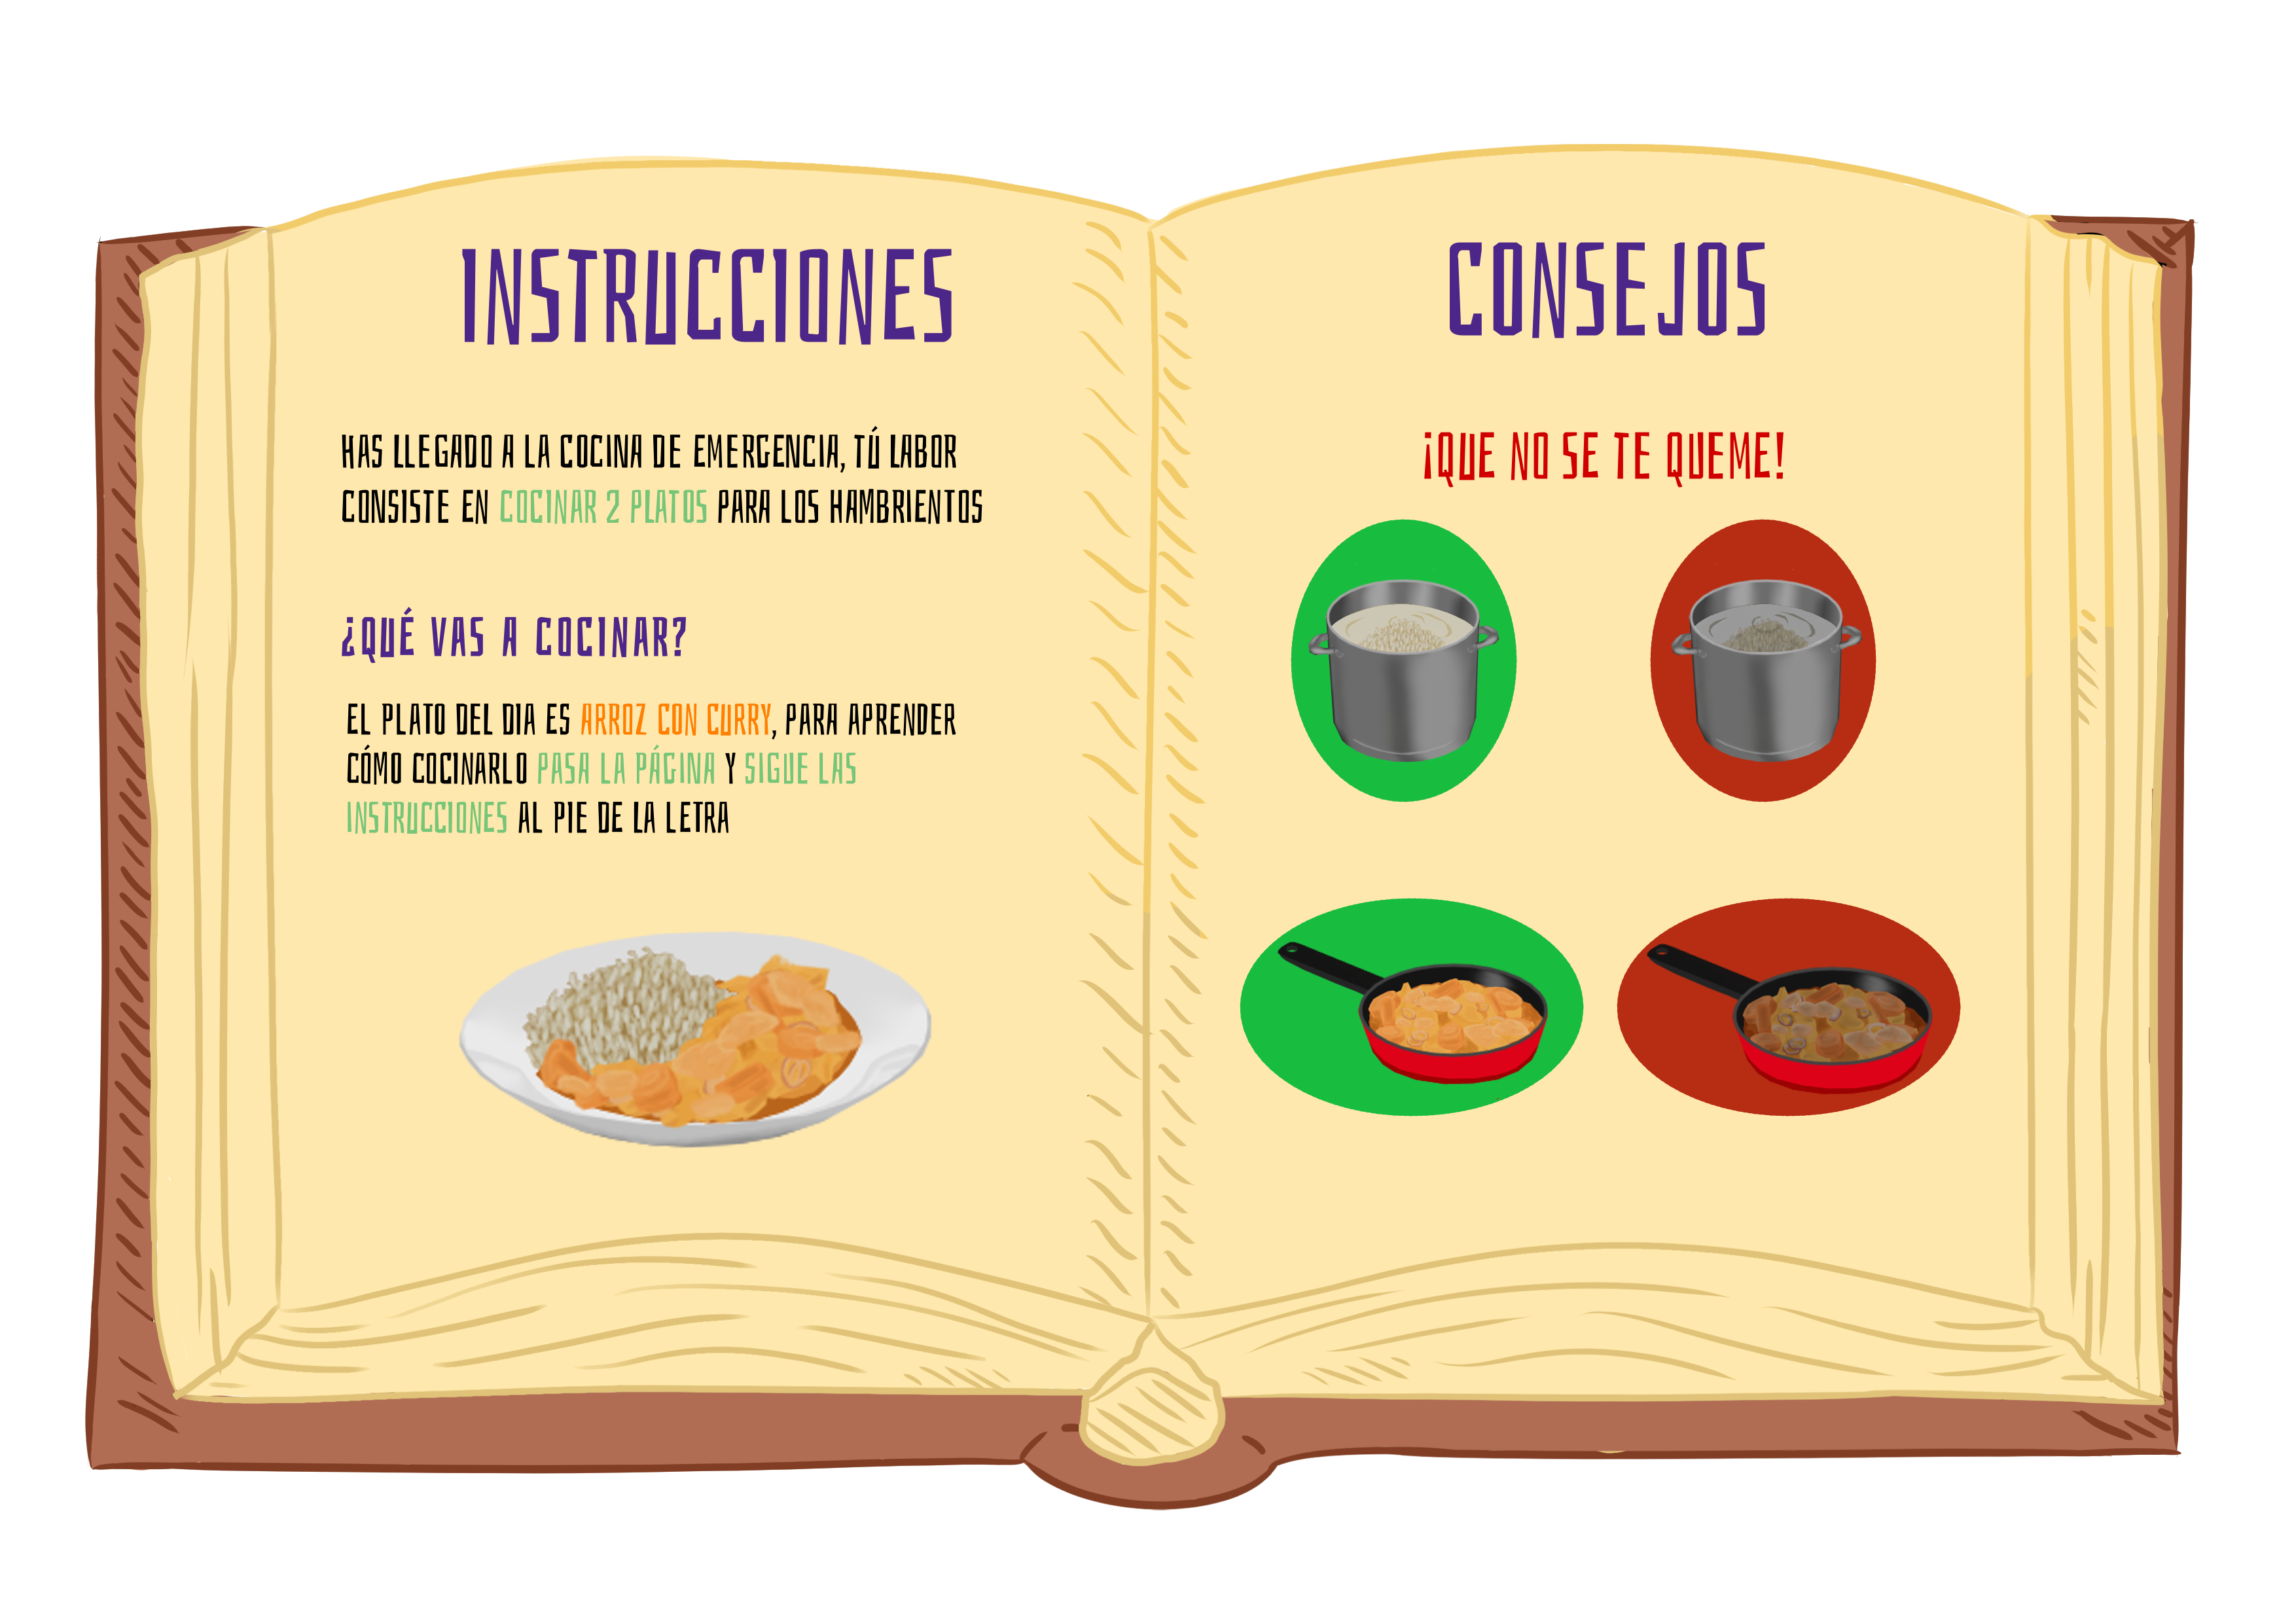 INSTRUCCIONES
HAS LLEGADO A LA COCINA DE EMERGENCIA, TÚ LABOR
CONSISTE EN COCINAR 2 PLATOS PARA LOS HAMBRIENTOS
¿QUÉ VAS A COCINAR?
EL PLATO DEL DIA ES ARROZ CON CURRY, PARA APRENDER
CÓMO COCINARLO PASA LA PÁGINA Y SIGUE LAS
INSTRUCCIONES AL PIE DE LA LETRA
CONSEJOS
¡QUE NO SE TE QUEME!